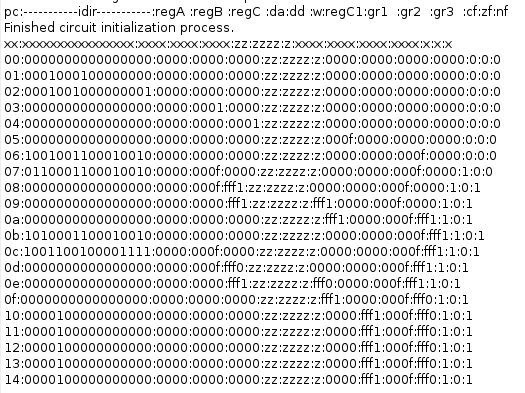 pc:-----------idir-----------:regA :regB :regC :da:dd :w:regC1:gr1  :gr2  :gr3  :cf:zf:nf
Finished circuit initialization process.
xx:xxxxxxxxxxxxxxxx:xxxx:xxxx:xxxx:zz:zzzz:z:xxxx:xxxx:xxxx:xxxx:x:x:x
00:0000000000000000:0000:0000:0000:zz:zzzz:z:0000:0000:0000:0000:0:0:0
01:0001000100000000:0000:0000:0000:zz:zzzz:z:0000:0000:0000:0000:0:0:0
02:0001001000000001:0000:0000:0000:zz:zzzz:z:0000:0000:0000:0000:0:0:0
03:0000000000000000:0000:0001:0000:zz:zzzz:z:0000:0000:0000:0000:0:0:0
04:0000000000000000:0000:0000:0001:zz:zzzz:z:0000:0000:0000:0000:0:0:0
05:0000000000000000:0000:0000:0000:zz:zzzz:z:000f:0000:0000:0000:0:0:0
06:1001001100010010:0000:0000:0000:zz:zzzz:z:0000:000f:0000:0000:0:0:0
07:0110001100010010:0000:000f:0000:zz:zzzz:z:0000:0000:000f:0000:1:0:0
08:0000000000000000:0000:000f:fff1:zz:zzzz:z:0000:0000:000f:0000:1:0:1
09:0000000000000000:0000:0000:fff1:zz:zzzz:z:fff1:0000:000f:0000:1:0:1
0a:0000000000000000:0000:0000:0000:zz:zzzz:z:fff1:0000:000f:fff1:1:0:1
0b:1010001100010010:0000:0000:0000:zz:zzzz:z:0000:0000:000f:fff1:1:0:1
0c:1001100100001111:0000:000f:0000:zz:zzzz:z:0000:0000:000f:fff1:1:0:1
0d:0000000000000000:0000:000f:fff0:zz:zzzz:z:0000:0000:000f:fff1:1:0:1
0e:0000000000000000:0000:0000:fff1:zz:zzzz:z:fff0:0000:000f:fff1:1:0:1
0f:0000000000000000:0000:0000:0000:zz:zzzz:z:fff1:0000:000f:fff0:1:0:1
10:0000100000000000:0000:0000:0000:zz:zzzz:z:0000:fff1:000f:fff0:1:0:1
11:0000100000000000:0000:0000:0000:zz:zzzz:z:0000:fff1:000f:fff0:1:0:1
12:0000100000000000:0000:0000:0000:zz:zzzz:z:0000:fff1:000f:fff0:1:0:1
13:0000100000000000:0000:0000:0000:zz:zzzz:z:0000:fff1:000f:fff0:1:0:1
14:0000100000000000:0000:0000:0000:zz:zzzz:z:0000:fff1:000f:fff0:1:0:1